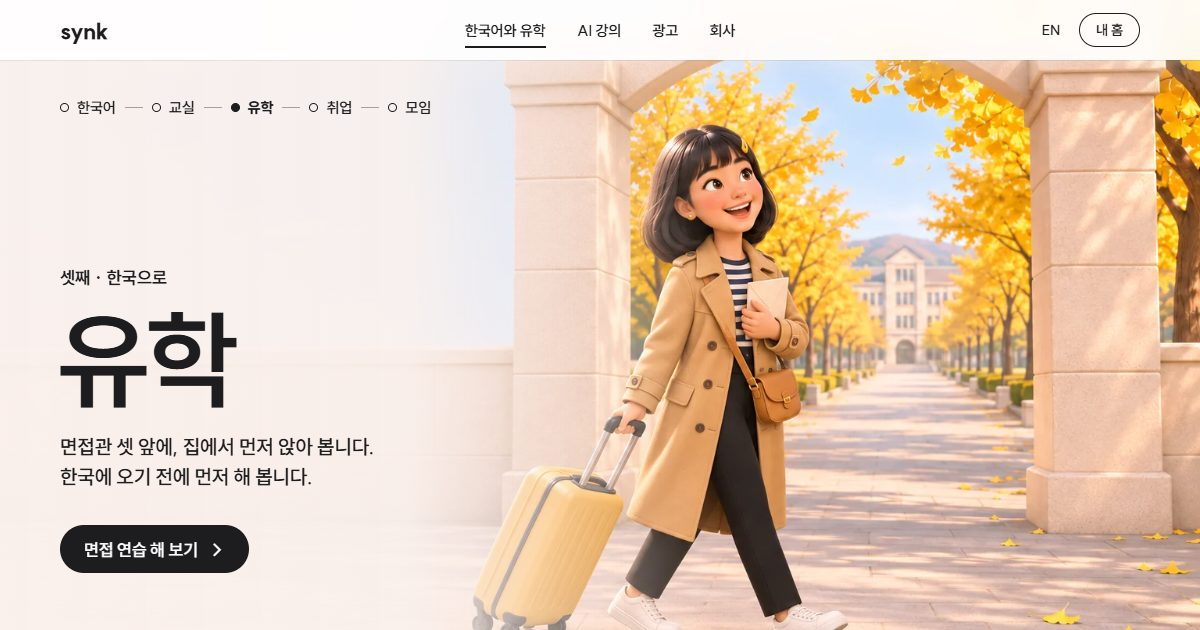 synk
한국어와 유학
AI 강의
광고
회사
EN
내 홈
한국어
교실
유학
취업
모임
셋째 · 한국으로
유학
면접관 셋 앞에, 집에서 먼저 앉아 봅니다.
한국에 오기 전에 먼저 해 봅니다.
면접 연습 해 보기